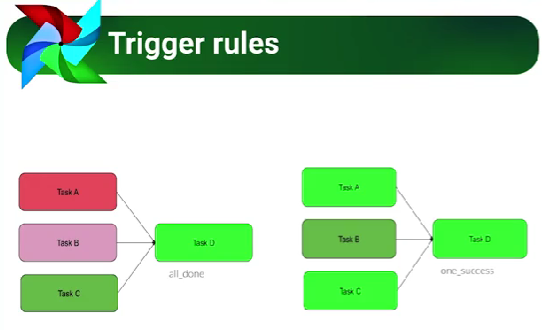 Trigger rules
Task A
Task B
Task C
Task D
all_done
Task A
Task B
Task C
Task D
one_success